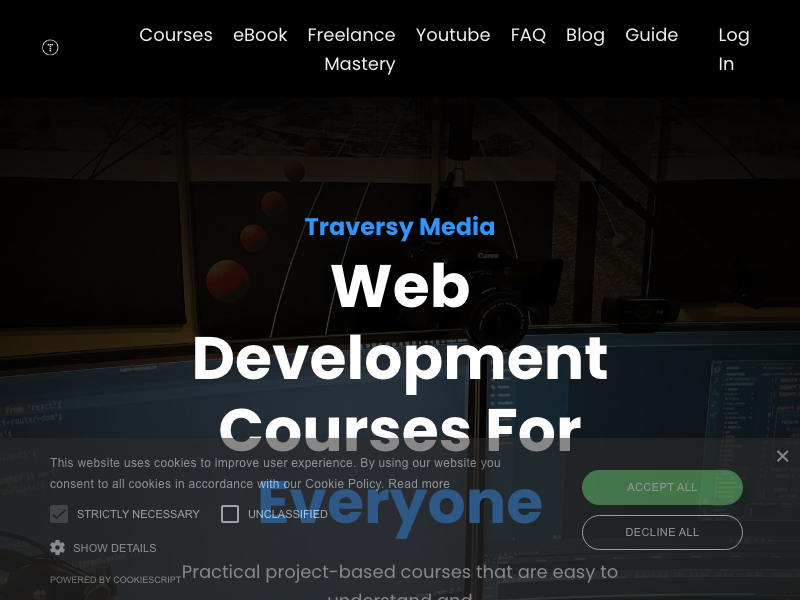 Courses eBook Freelance Mastery Youtube FAQ Blog Guide Log In
Traversy Media
Web
Development
Courses For
Everyone
Practical project-based courses that are easy to
understand and
This website uses cookies to improve user experience. By using our website you
consent to all cookies in accordance with our Cookie Policy. Read more
STRICTLY NECESSARY UNCLASSIFIED
SHOW DETAILS
POWERED BY COOKIESCRIPT
ACCEPT ALL
DECLINE ALL
×